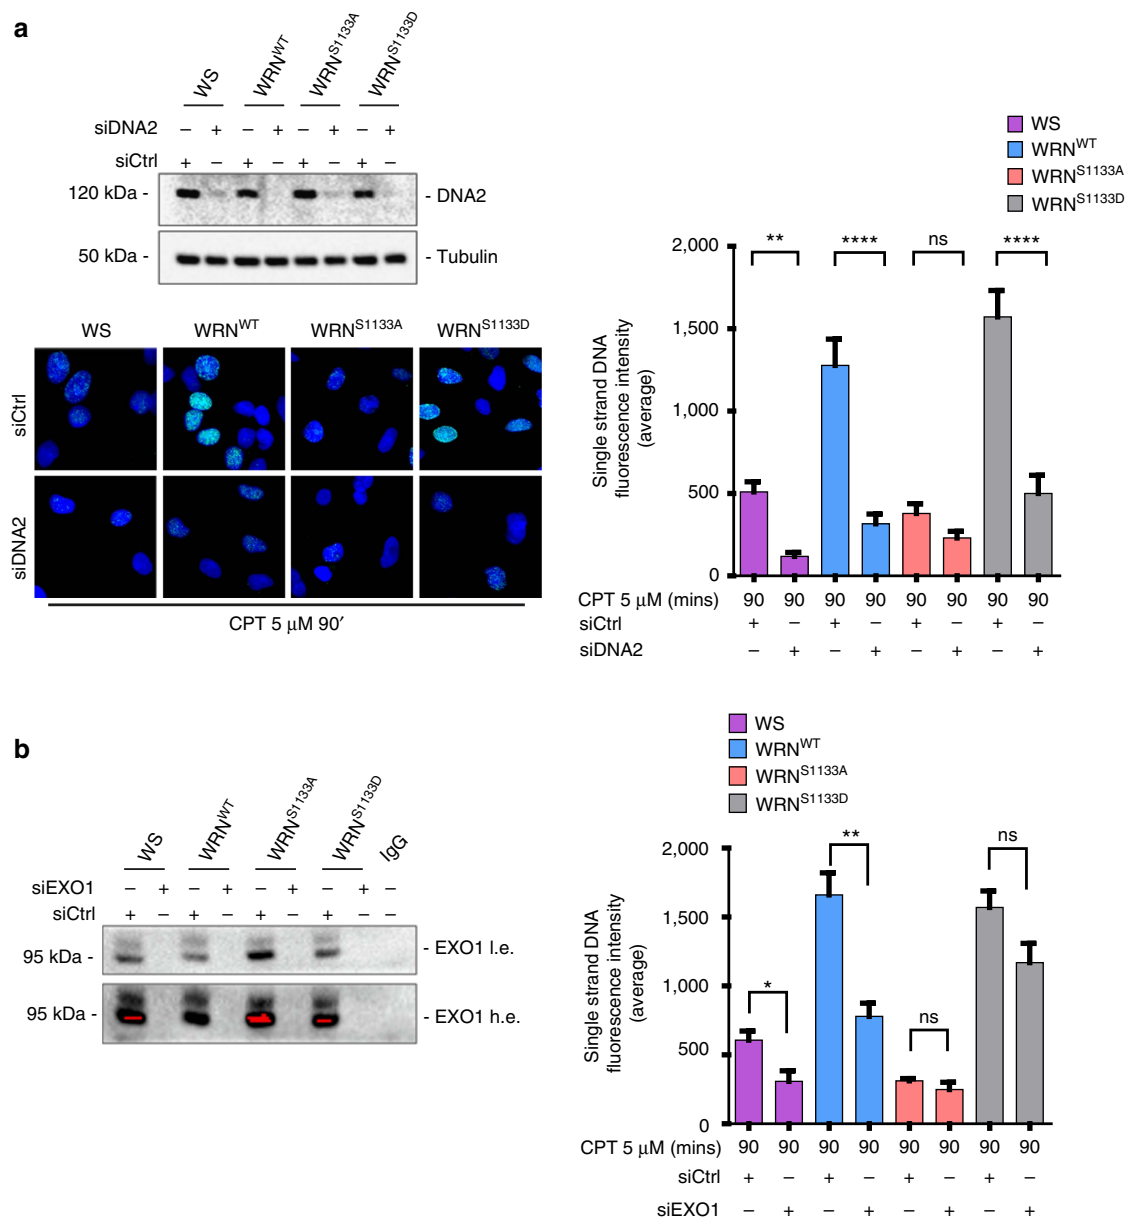 a
WS WRN^WT WRN^S1133A WRN^S1133D
siDNA2 – + – + – + – +
siCtrl + – + – + – + –
120 kDa - - DNA2
50 kDa - - Tubulin
WS WRN^WT WRN^S1133A WRN^S1133D
siCtrl
siDNA2
CPT 5 μM 90′
WS
WRN^WT
WRN^S1133A
WRN^S1133D
** **** ns ****
2,000
1,500
1,000
500
0
Single strand DNA
fluorescence intensity
(average)
CPT 5 μM (mins) 90 90 90 90 90 90 90 90
siCtrl + – + – + – + –
siDNA2 – + – + – + – +
b
WS WRN^WT WRN^S1133A WRN^S1133D IgG
siEXO1 – + – + – + – + –
siCtrl + – + – + – + – –
95 kDa - - EXO1 l.e.
95 kDa - - EXO1 h.e.
WS
WRN^WT
WRN^S1133A
WRN^S1133D
* ** ns ns
2,000
1,500
1,000
500
0
Single strand DNA
fluorescence intensity
(average)
CPT 5 μM (mins) 90 90 90 90 90 90 90 90
siCtrl + – + – + – + –
siEXO1 – + – + – + – +